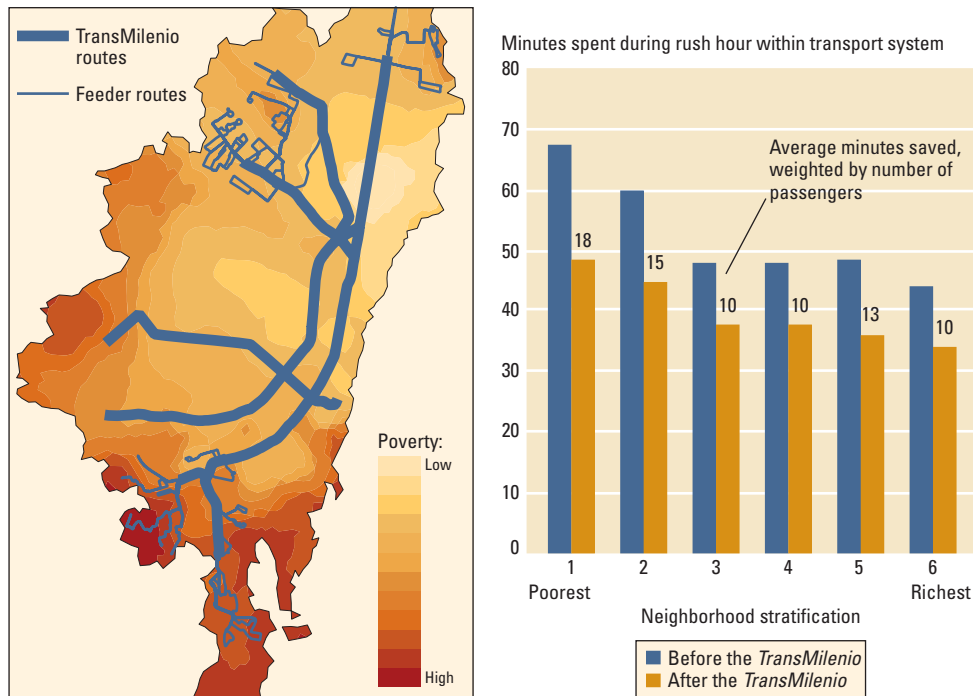 TransMilenio
routes
Feeder routes
Poverty:
Low
High
Minutes spent during rush hour within transport system
80
70
60
50
40
30
20
10
0
Average minutes saved,
weighted by number of
passengers
18
15
10
10
13
10
1
2
3
4
5
6
Poorest
Richest
Neighborhood stratification
Before the TransMilenio
After the TransMilenio